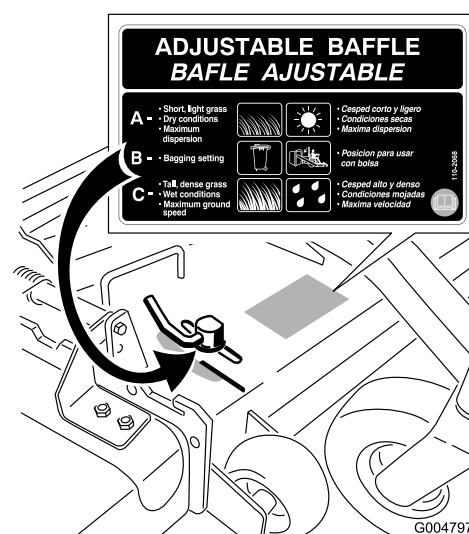 ADJUSTABLE BAFFLE
BAFLE AJUSTABLE
A - • Short, light grass
• Dry conditions
• Maximum
dispersion
• Cesped corto y ligero
• Condiciones secas
• Maxima dispersion
B - • Bagging setting
• Posicion para usar
con bolsa
C - • Tall, dense grass
• Wet conditions
• Maximum ground
speed
• Cesped alto y denso
• Condiciones mojadas
• Maxima velocidad
110-2068
G004797